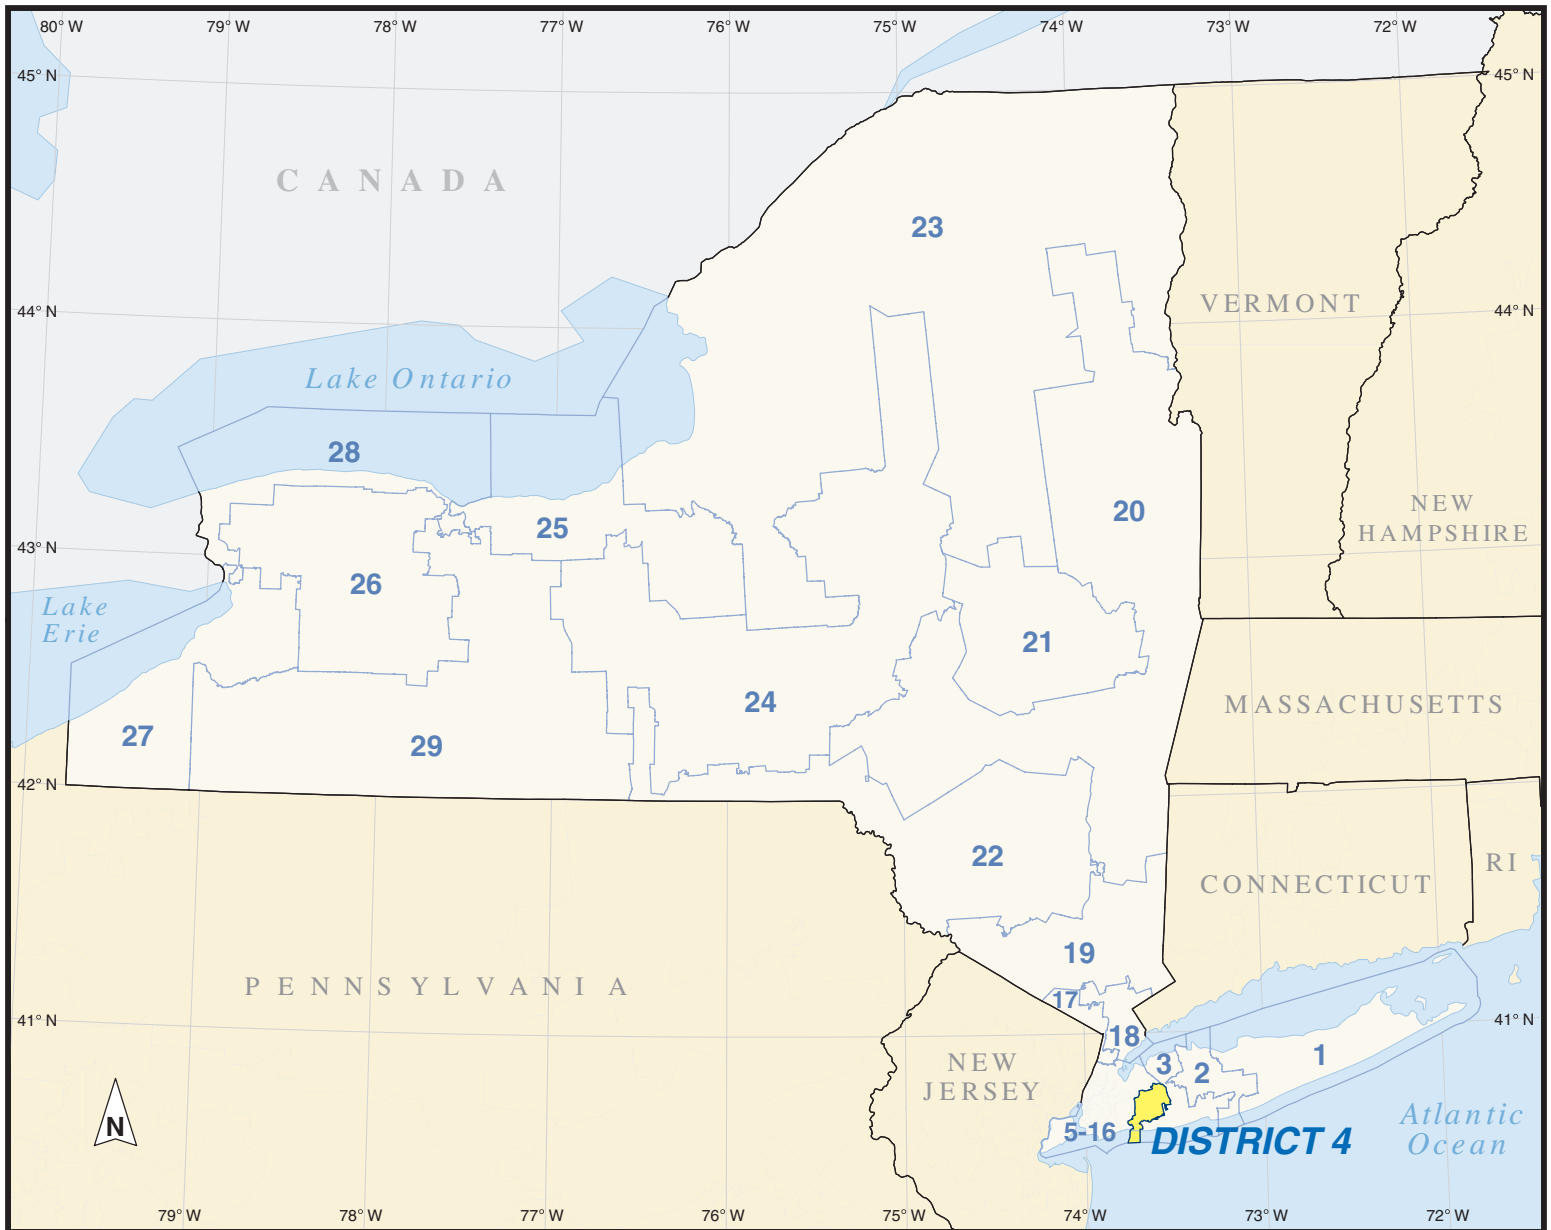 80° W 79° W 78° W 77° W 76° W 75° W 74° W 73° W 72° W
45° N 45° N
CANADA
23
44° N 44° N
VERMONT
Lake Ontario
28
20
NEW
HAMPSHIRE
25
43° N 43° N
26
Lake
Erie
21
24
MASSACHUSETTS
27
29
42° N 42° N
22
RI
CONNECTICUT
19
PENNSYLVANIA
17
41° N 41° N
18
1
NEW
JERSEY
3
2
N
5-16
DISTRICT 4
Atlantic
Ocean
79° W 78° W 77° W 76° W 75° W 74° W 73° W 72° W